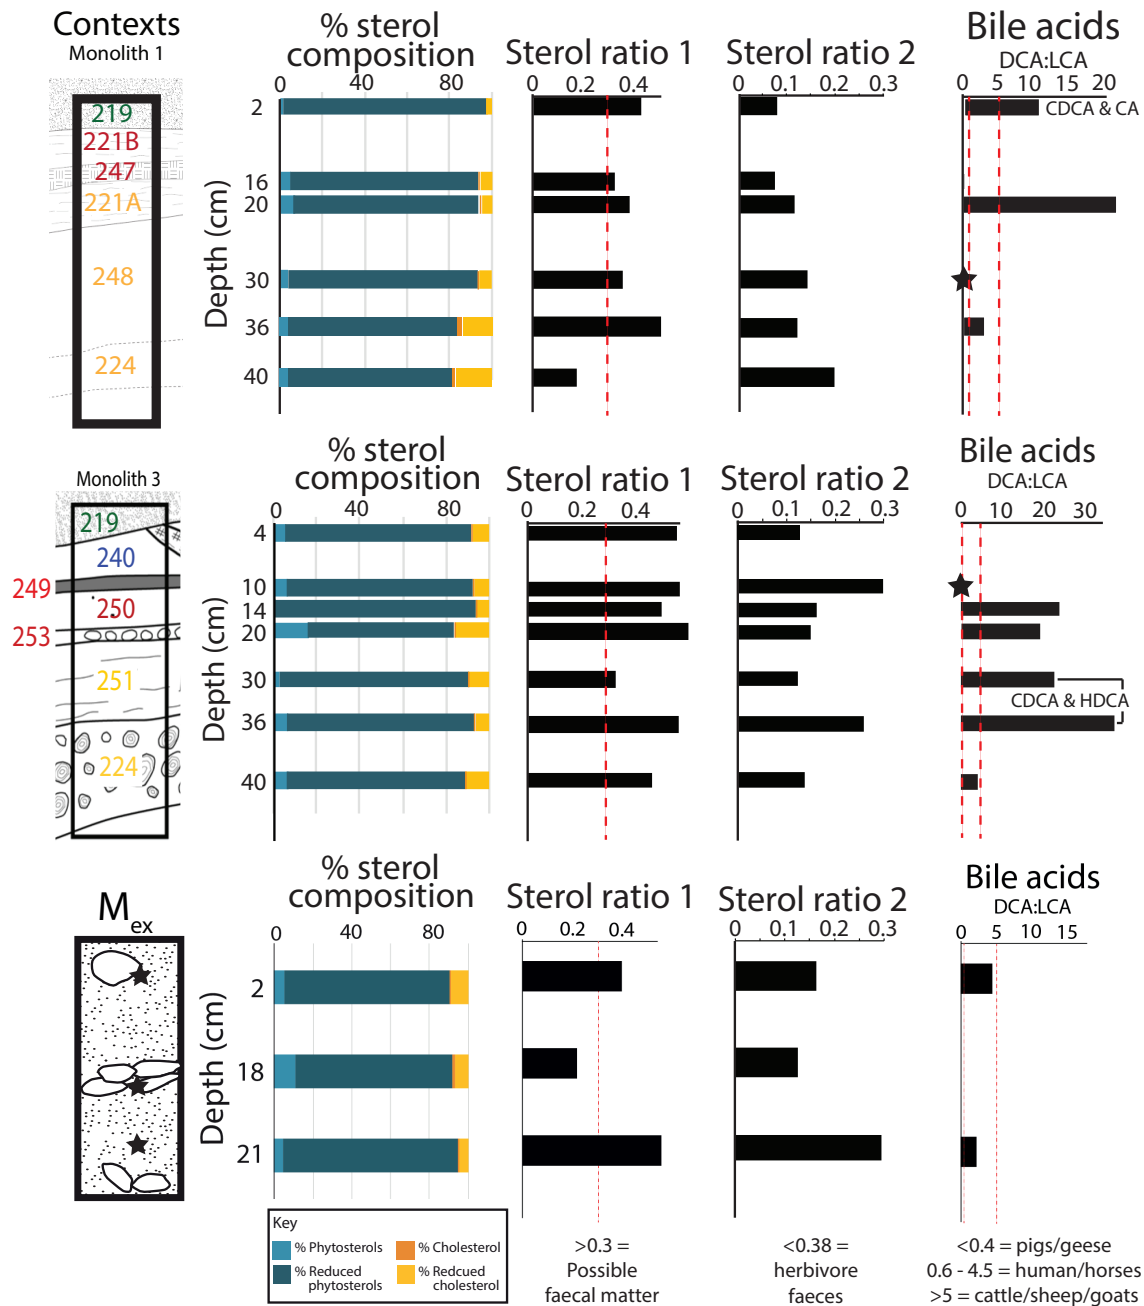 Contexts
Monolith 1
% sterol
composition
0 40 80
Sterol ratio 1
0 0.2 0.4
Sterol ratio 2
0 0.1 0.2 0.3
Bile acids
DCA:LCA
0 5 10 15 20
219
221B
247
221A
248
224
Depth (cm)
2
16
20
30
36
40
CDCA & CA
Monolith 3
% sterol
composition
0 40 80
Sterol ratio 1
0 0.2 0.4
Sterol ratio 2
0 0.1 0.2 0.3
Bile acids
DCA:LCA
0 10 20 30
219
240
249
250
253
251
224
Depth (cm)
4
10
14
20
30
36
40
CDCA & HDCA
M ex
% sterol
composition
0 40 80
Sterol ratio 1
0 0.2 0.4
Sterol ratio 2
0 0.1 0.2 0.3
Bile acids
DCA:LCA
0 5 10 15
Depth (cm)
2
18
21
Key
% Phytosterols
% Cholesterol
% Reduced
phytosterols
% Redcued
cholesterol
>0.3 =
Possible
faecal matter
<0.38 =
herbivore
faeces
<0.4 = pigs/geese
0.6 - 4.5 = human/horses
>5 = cattle/sheep/goats